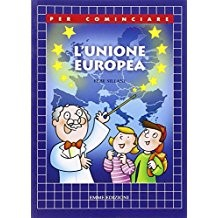 PER COMINCIARE
L'UNIONE
EUROPEA
EMME EDIZIONI